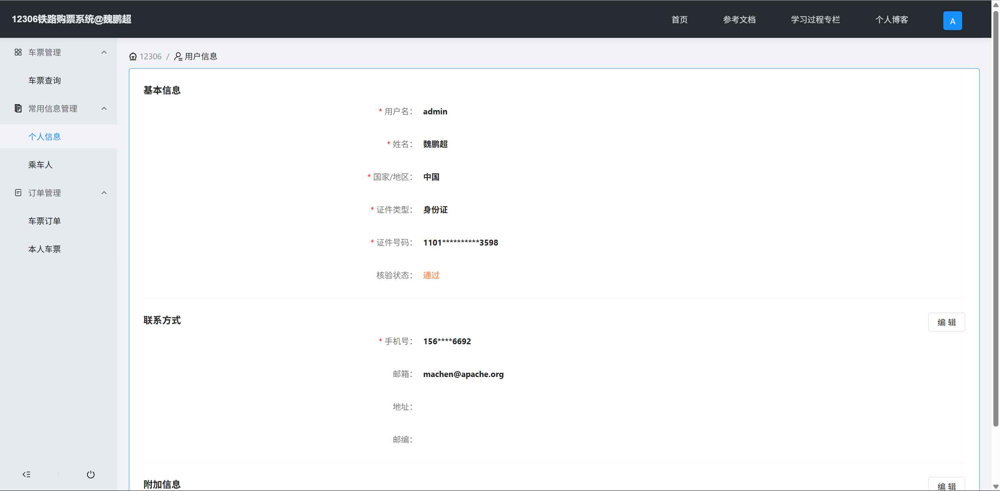 12306铁路购票系统@魏鹏超
首页 参考文档 学习过程专栏 个人博客 A
车票管理
车票查询
常用信息管理
个人信息
乘车人
订单管理
车票订单
本人车票
12306 / 用户信息
基本信息
* 用户名： admin
* 姓名： 魏鹏超
* 国家/地区： 中国
* 证件类型： 身份证
* 证件号码： 1101**********3598
核验状态： 通过
联系方式 编 辑
* 手机号： 156****6692
邮箱： machen@apache.org
地址：
邮编：
附加信息 编 辑